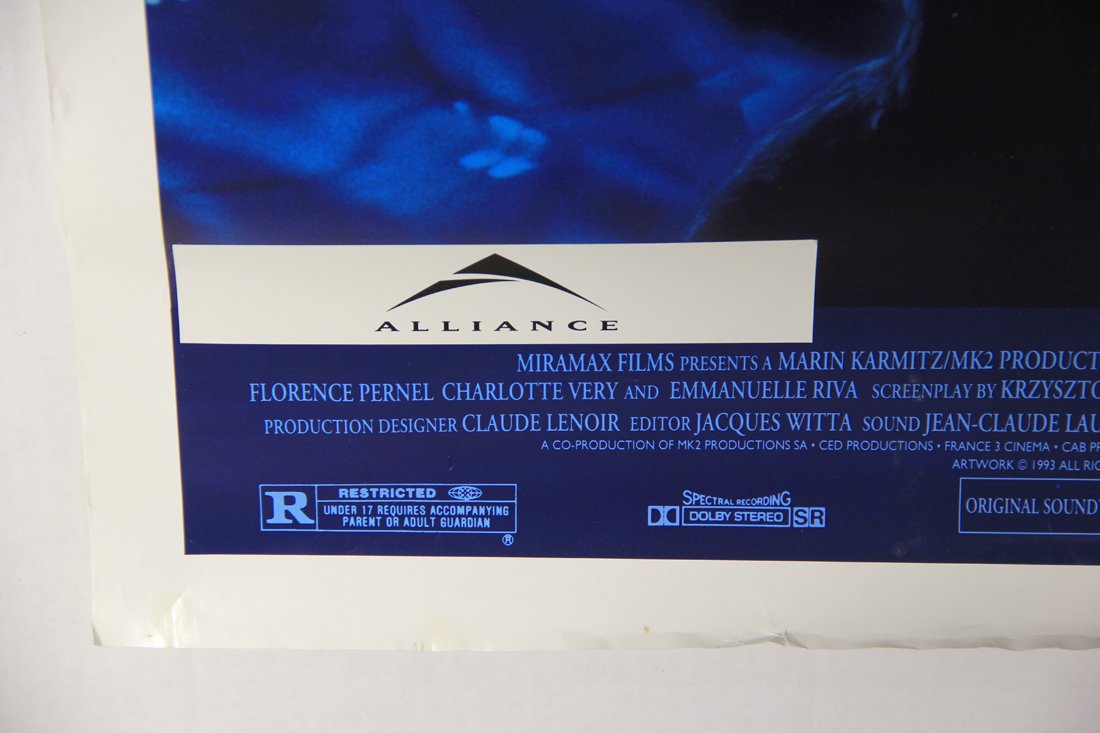 ALLIANCE
MIRAMAX FILMS PRESENTS A MARIN KARMITZ/MK2 PRODUCT
FLORENCE PERNEL CHARLOTTE VERY AND EMMANUELLE RIVA SCREENPLAY BY KRZYSZTO
PRODUCTION DESIGNER CLAUDE LENOIR EDITOR JACQUES WITTA SOUND JEAN-CLAUDE LAU
A CO-PRODUCTION OF MK2 PRODUCTIONS SA • CED PRODUCTIONS • FRANCE 3 CINEMA • CAB PR
ARTWORK © 1993 ALL RIG
R RESTRICTED
UNDER 17 REQUIRES ACCOMPANYING
PARENT OR ADULT GUARDIAN
®
SPECTRAL RECORDING
DOLBY STEREO SR
ORIGINAL SOUNDT